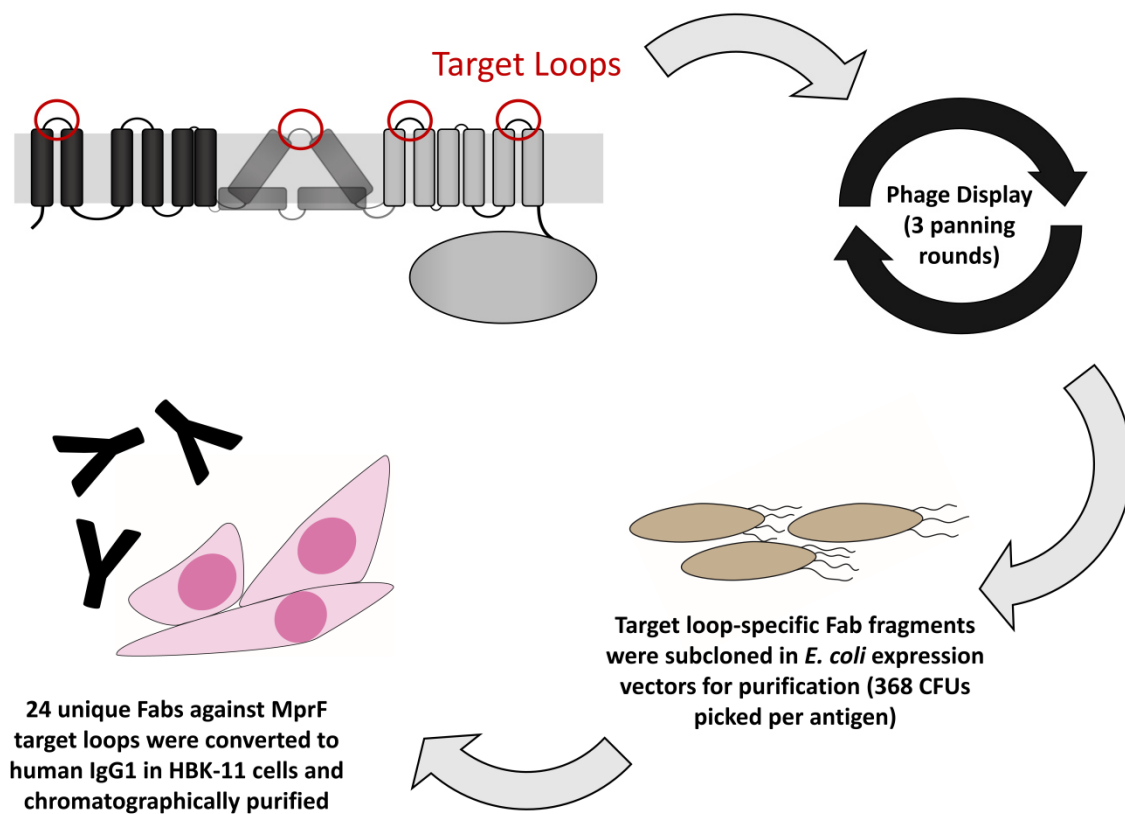 Target Loops
Phage Display
(3 panning
rounds)
Target loop-specific Fab fragments
were subcloned in E. coli expression
vectors for purification (368 CFUs
picked per antigen)
24 unique Fabs against MprF
target loops were converted to
human IgG1 in HBK-11 cells and
chromatographically purified